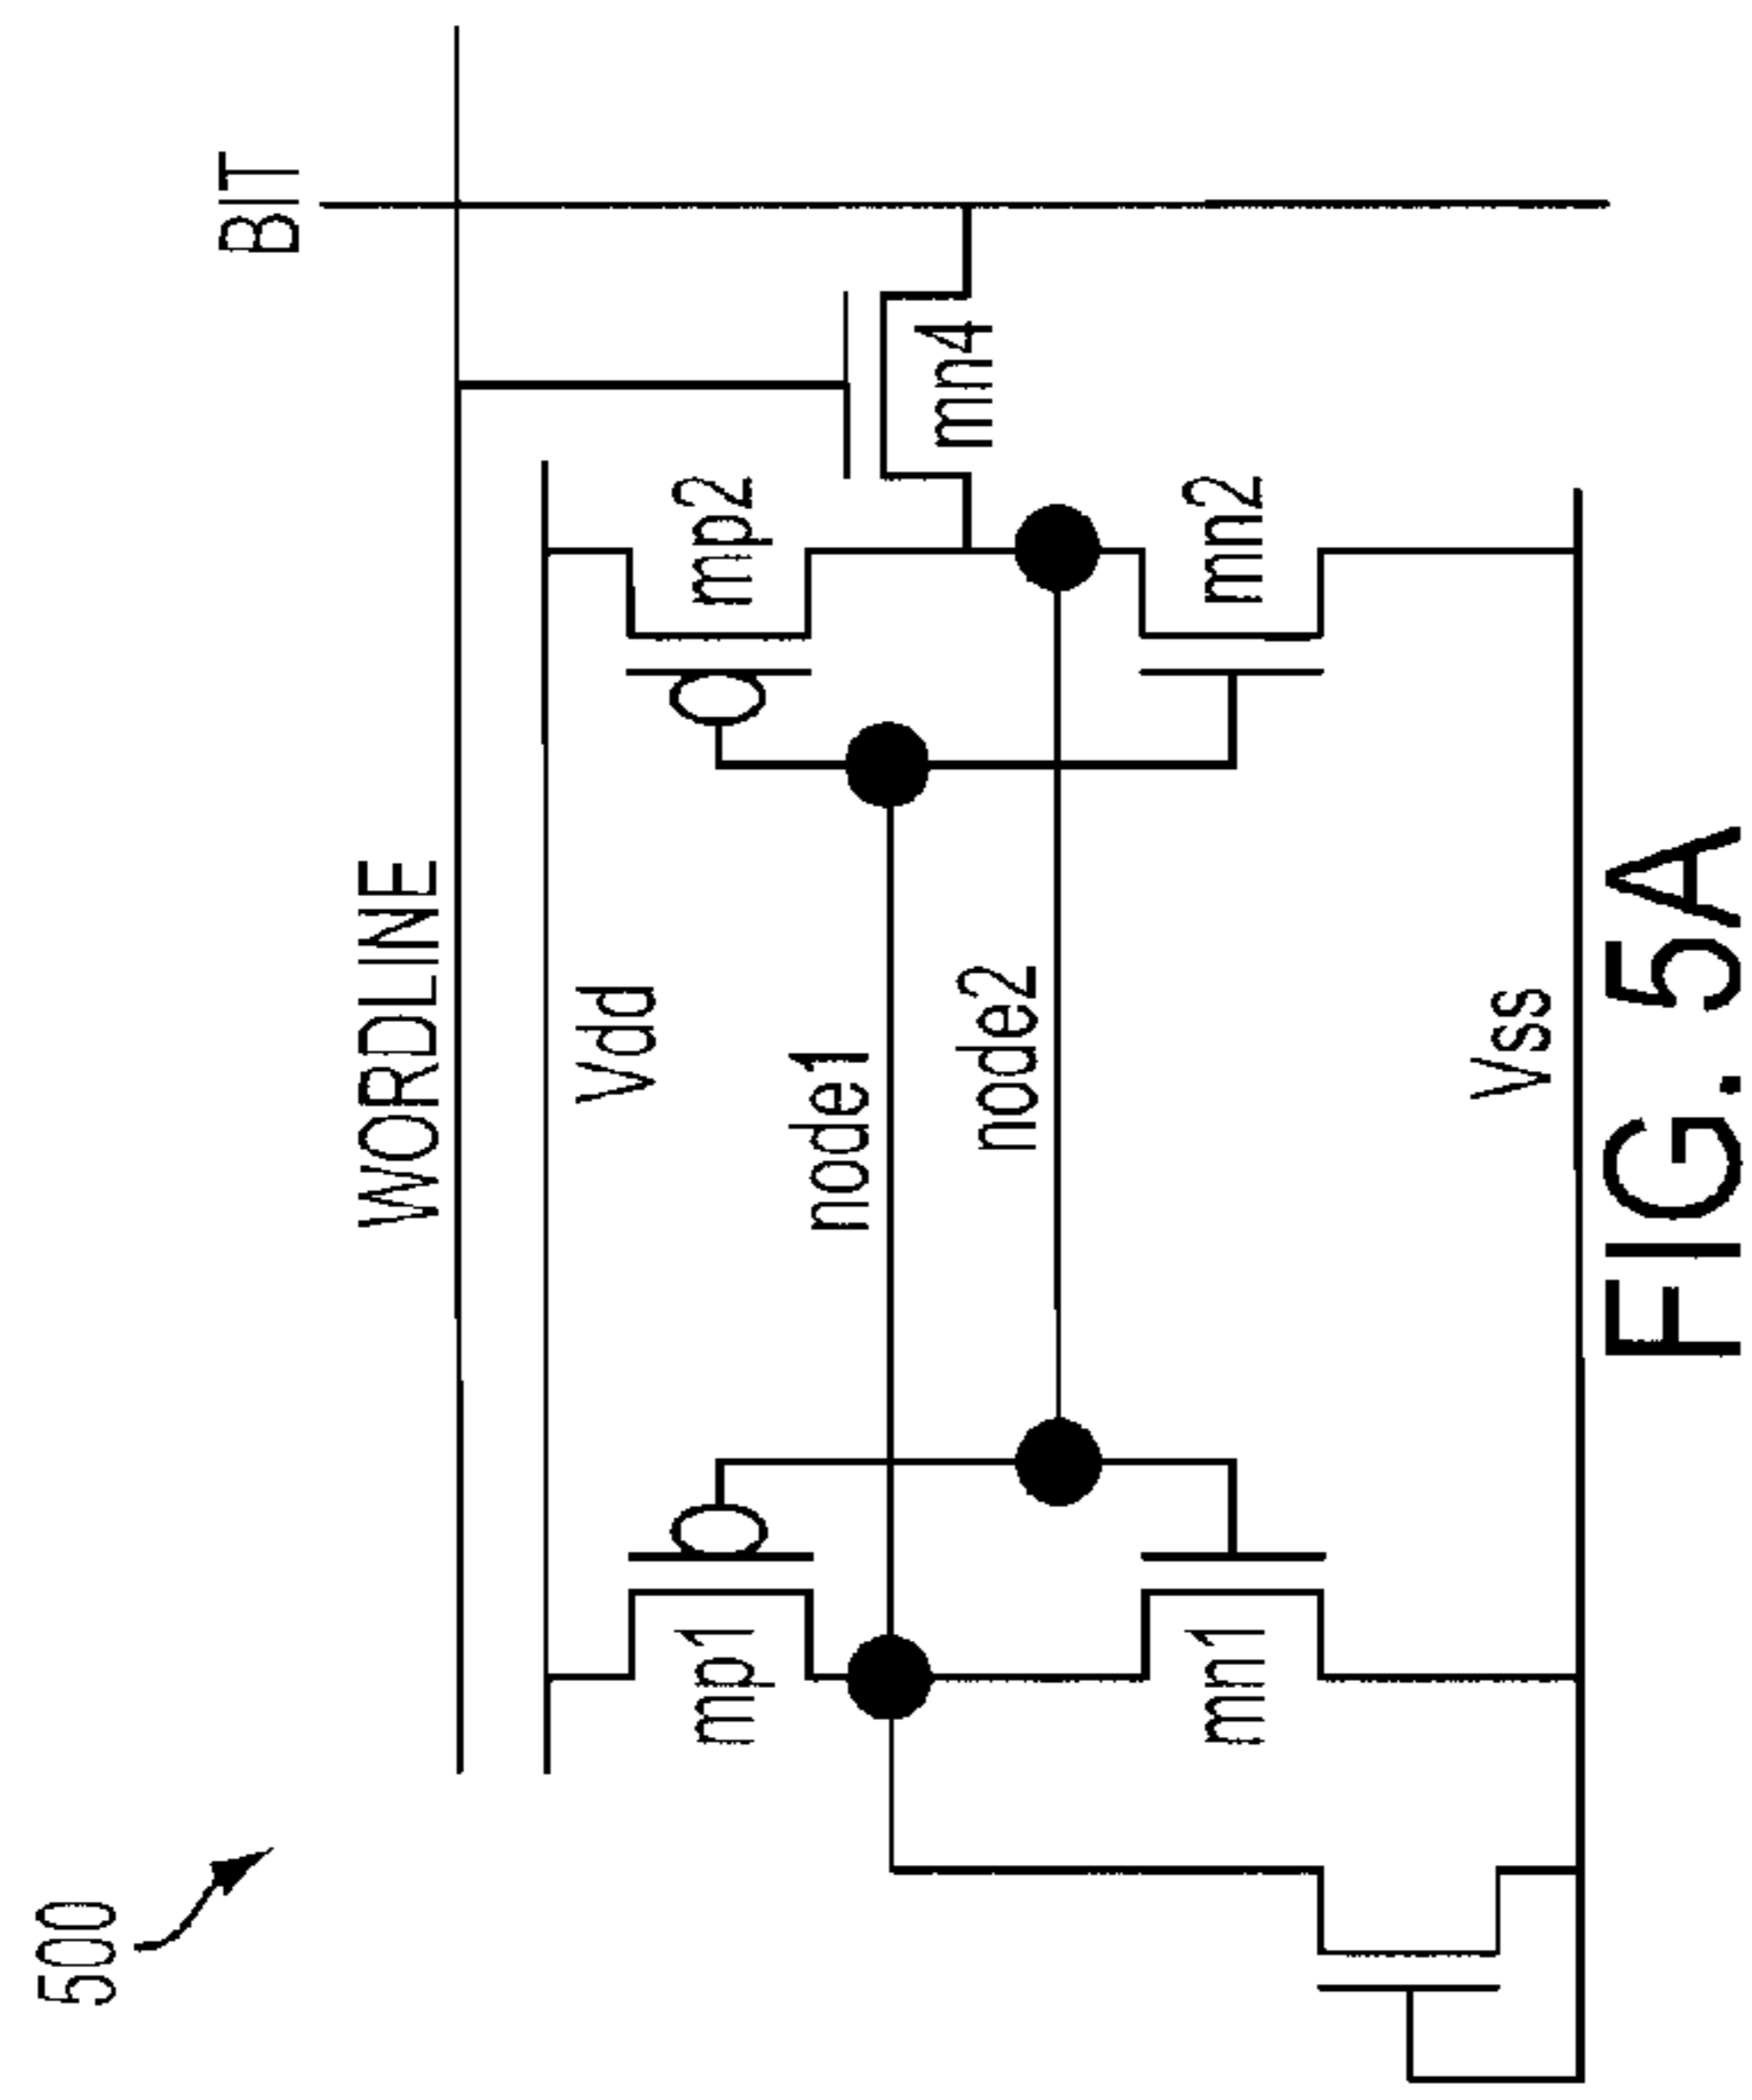 500
WORDLINE
BIT
Vdd
mp1
mp2
node1
node2
mn4
mn1
mn2
Vss
FIG. 5A